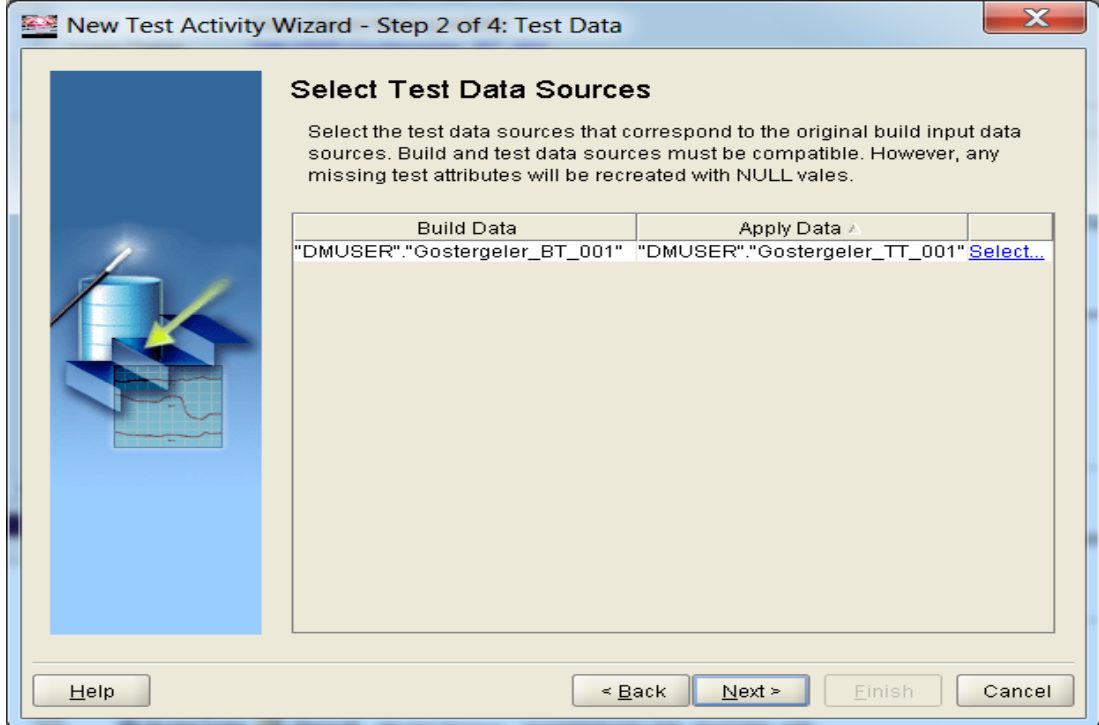 New Test Activity Wizard - Step 2 of 4: Test Data
Select Test Data Sources
Select the test data sources that correspond to the original build input data
sources. Build and test data sources must be compatible. However, any
missing test attributes will be recreated with NULL vales.
Build Data Apply Data
"DMUSER"."Gostergeler_BT_001" "DMUSER"."Gostergeler_TT_001" Select...
Help < Back Next > Finish Cancel